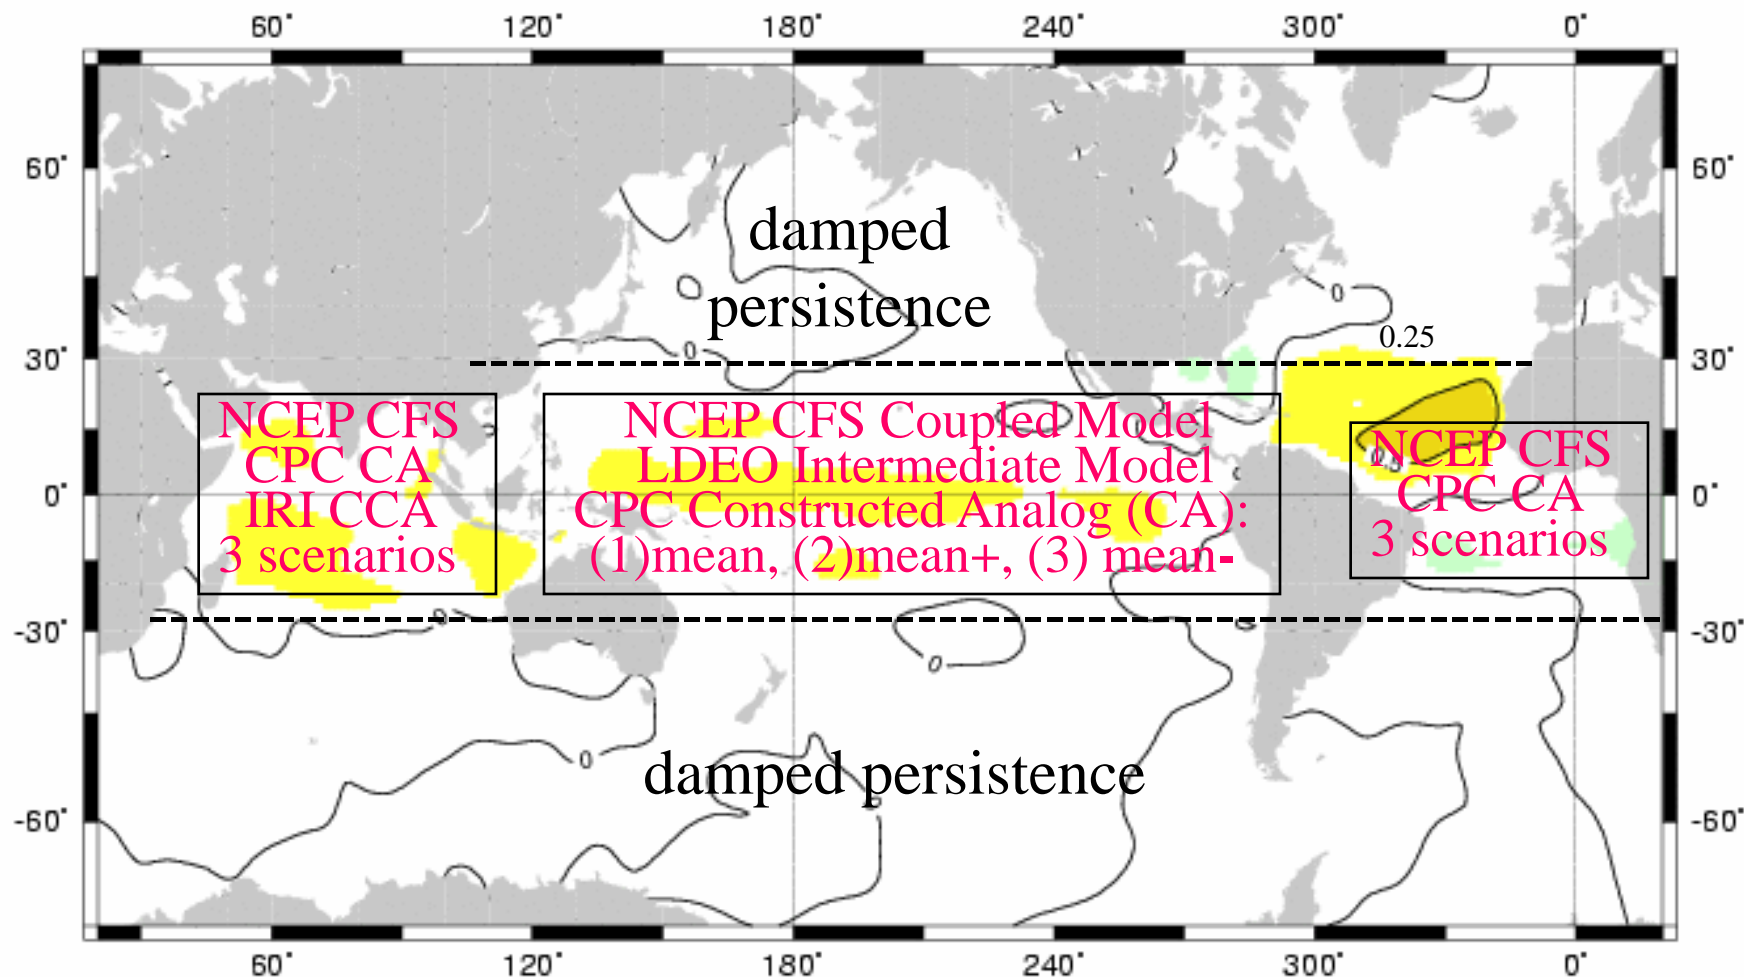 60° 120° 180° 240° 300° 0°
60° 60°
damped
persistence
0
0.25
0
30° 30°
NCEP CFS
CPC CA
IRI CCA
3 scenarios
NCEP CFS Coupled Model
LDEO Intermediate Model
CPC Constructed Analog (CA):
(1)mean, (2)mean+, (3) mean-
NCEP CFS
CPC CA
3 scenarios
0.5
0° 0°
0
-30° -30°
0
0
damped persistence
-60° -60°
60° 120° 180° 240° 300° 0°